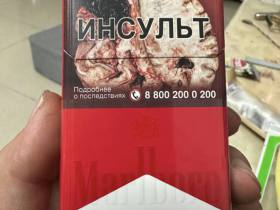 ИНСУЛЬТ
Подробнее
о последствиях 8 800 200 0 200
Marlboro